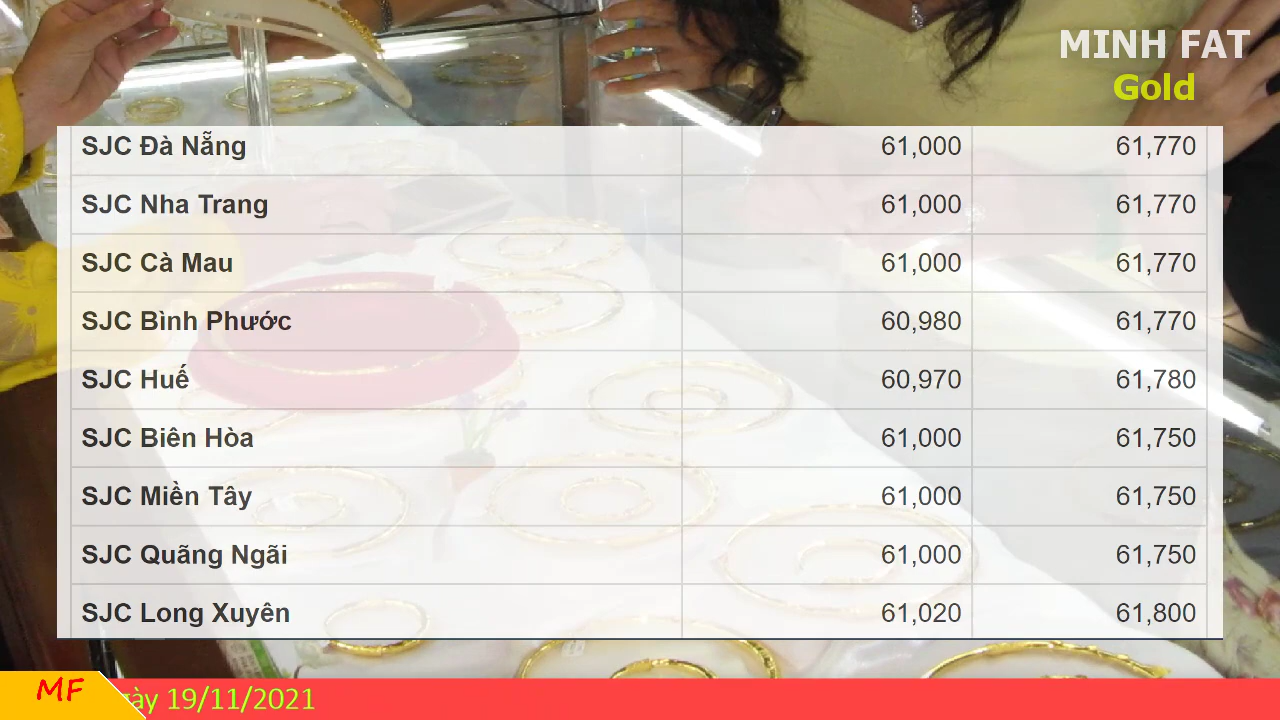 MINH FAT
Gold
SJC Đà Nẵng 61,000 61,770
SJC Nha Trang 61,000 61,770
SJC Cà Mau 61,000 61,770
SJC Bình Phước 60,980 61,770
SJC Huế 60,970 61,780
SJC Biên Hòa 61,000 61,750
SJC Miền Tây 61,000 61,750
SJC Quãng Ngãi 61,000 61,750
SJC Long Xuyên 61,020 61,800
MF
19/11/2021